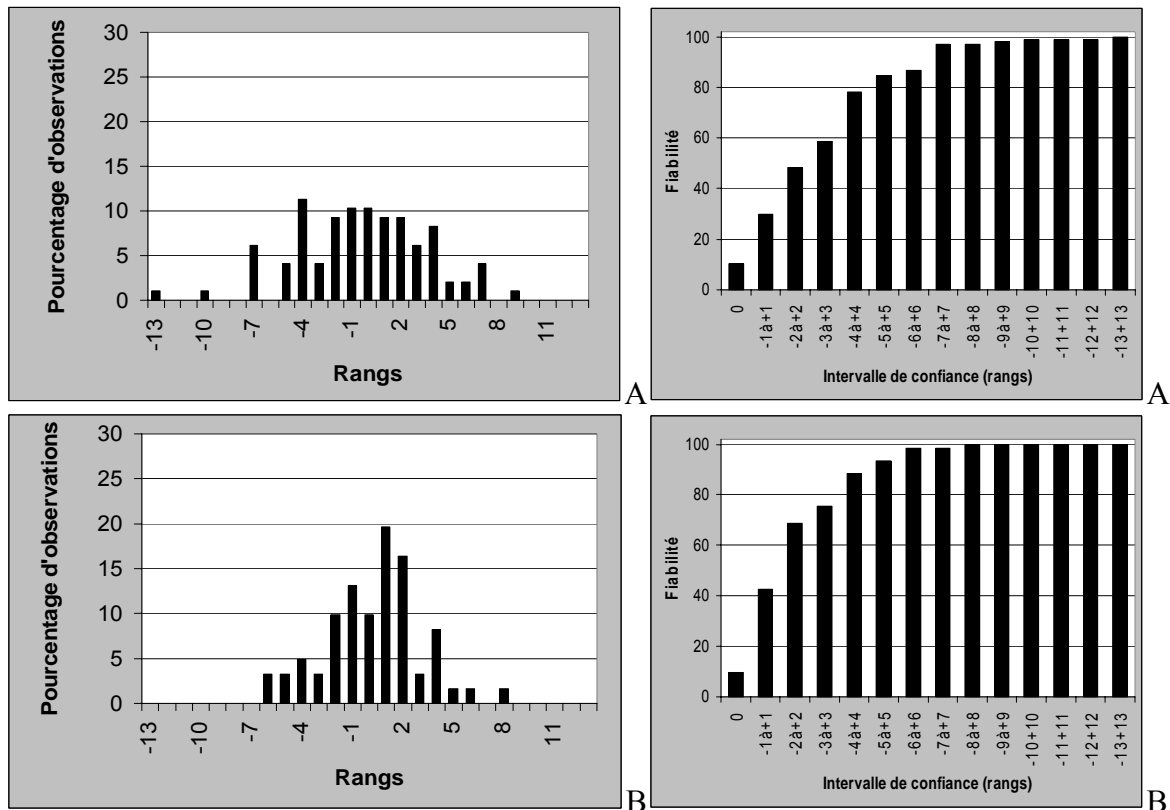 Pourcentage d'observations
30
25
20
15
10
5
0
-13
-10
-7
-4
-1
2
5
8
11
Rangs
A
Fiabilité
100
80
60
40
20
0
0
-1à+1
-2à+2
-3à+3
-4à+4
-5à+5
-6à+6
-7à+7
-8à+8
-9à+9
-10+10
-11+11
-12+12
-13+13
Intervalle de confiance (rangs)
A
Pourcentage d'observations
30
25
20
15
10
5
0
-13
-10
-7
-4
-1
2
5
8
11
Rangs
B
Fiabilité
100
80
60
40
20
0
0
-1à+1
-2à+2
-3à+3
-4à+4
-5à+5
-6à+6
-7à+7
-8à+8
-9à+9
-10+10
-11+11
-12+12
-13+13
Intervalle de confiance (rangs)
B